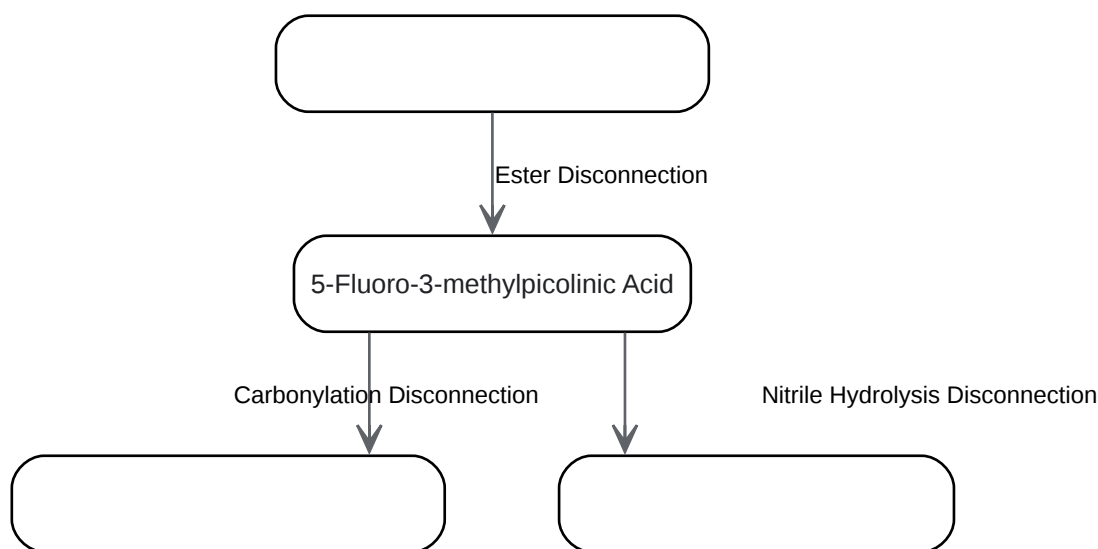 Ester Disconnection
5-Fluoro-3-methylpicolinic Acid
Carbonylation Disconnection
Nitrile Hydrolysis Disconnection